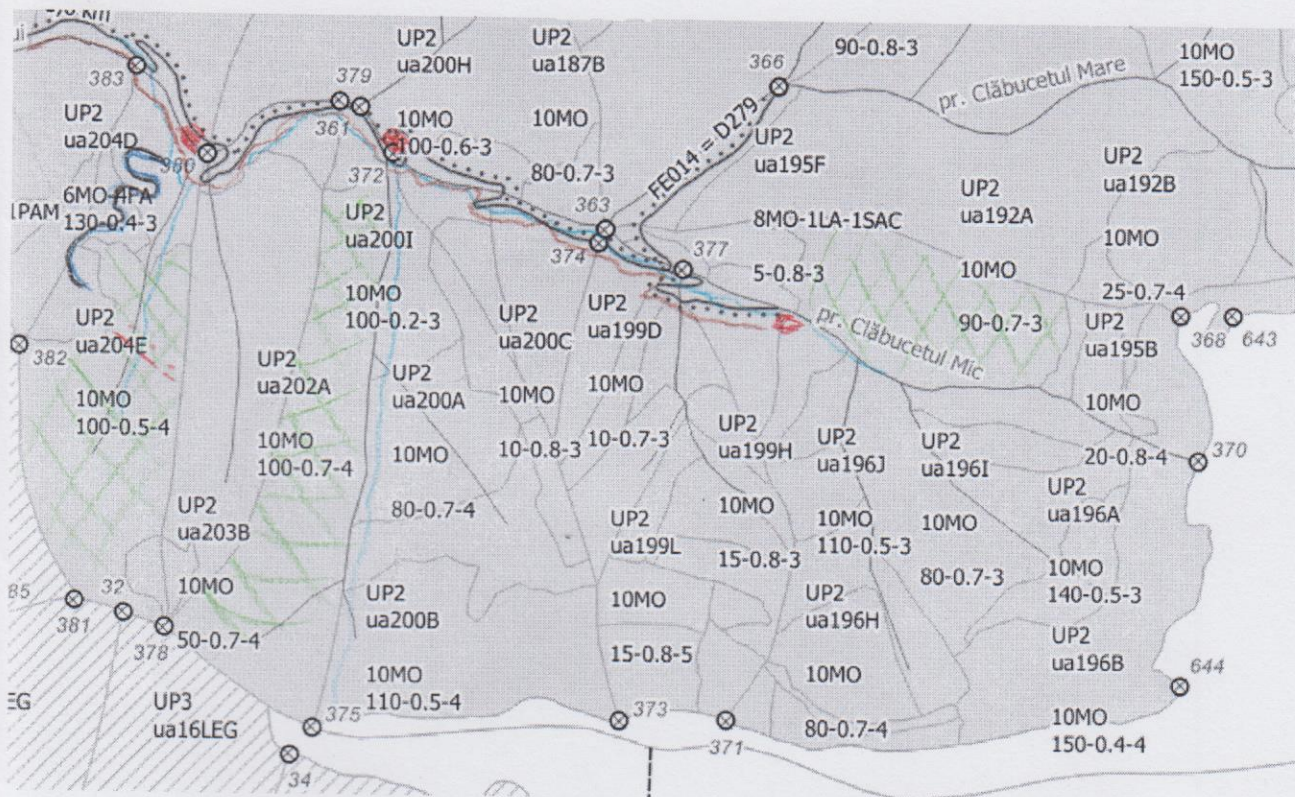 km
383
UP2
ua204D
6MO-4PA
130-0.4-3
1PAM
380
361
379
UP2
ua200H
10MO
100-0.6-3
372
UP2
ua187B
10MO
80-0.7-3
363
374
366
FE014 = D279
90-0.8-3
pr. Clăbucetul Mare
10MO
150-0.5-3
UP2
ua195F
8MO-1LA-1SAC
5-0.8-3
377
UP2
ua192A
10MO
90-0.7-3
UP2
ua192B
10MO
25-0.7-4
368
643
pr. Clăbucetul Mic
UP2
ua195B
10MO
20-0.8-4
370
382
UP2
ua204E
10MO
100-0.5-4
UP2
ua202A
10MO
100-0.7-4
UP2
ua200I
10MO
100-0.2-3
UP2
ua200A
10MO
80-0.7-4
UP2
ua200C
10MO
10-0.8-3
UP2
ua199D
10MO
10-0.7-3
UP2
ua199H
10MO
15-0.8-3
UP2
ua196J
10MO
110-0.5-3
UP2
ua196I
10MO
80-0.7-3
UP2
ua196A
10MO
140-0.5-3
UP2
ua203B
10MO
50-0.7-4
85
381
32
378
UP2
ua200B
10MO
110-0.5-4
UP2
ua199L
10MO
15-0.8-5
UP2
ua196H
10MO
80-0.7-4
UP2
ua196B
10MO
150-0.4-4
644
EG
UP3
ua16LEG
375
34
373
371